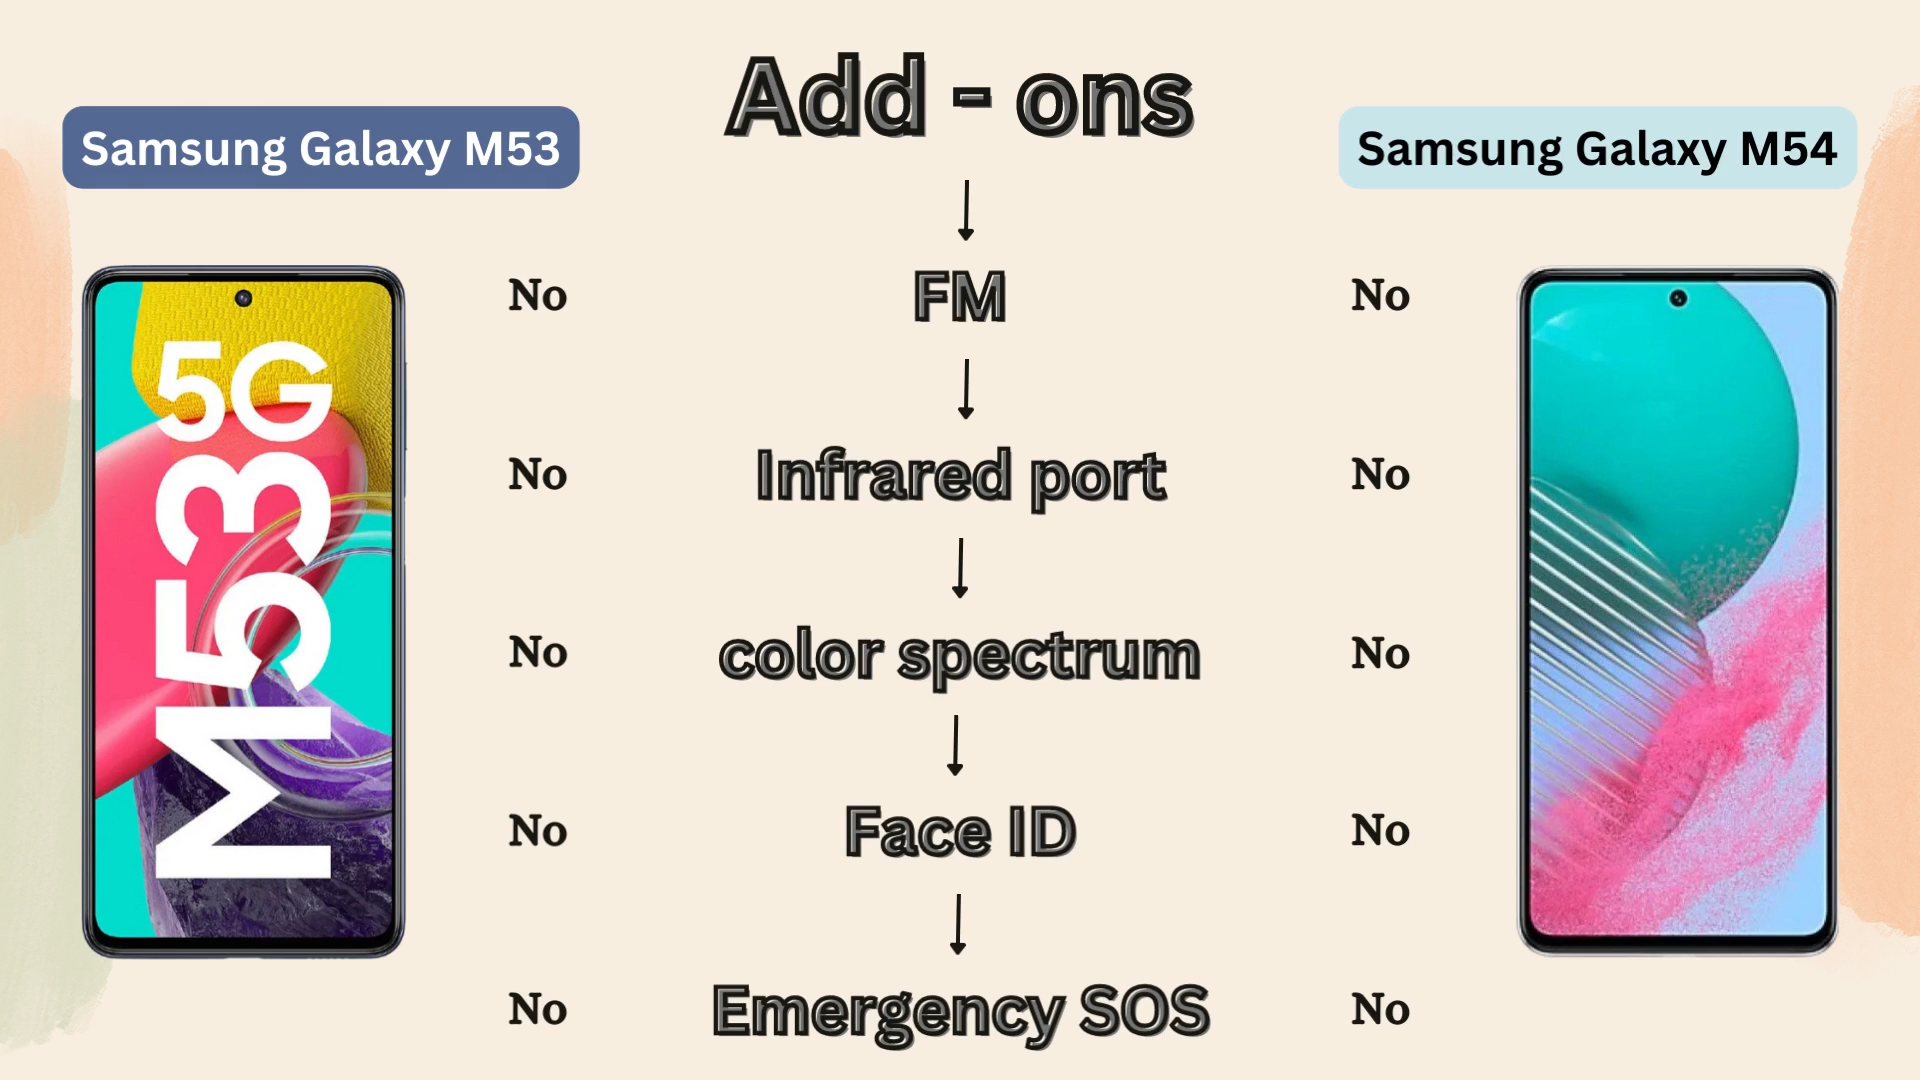 Add - ons
Samsung Galaxy M53
Samsung Galaxy M54
No
FM
No
No
Infrared port
No
No
color spectrum
No
No
Face ID
No
No
Emergency SOS
No
M53 5G